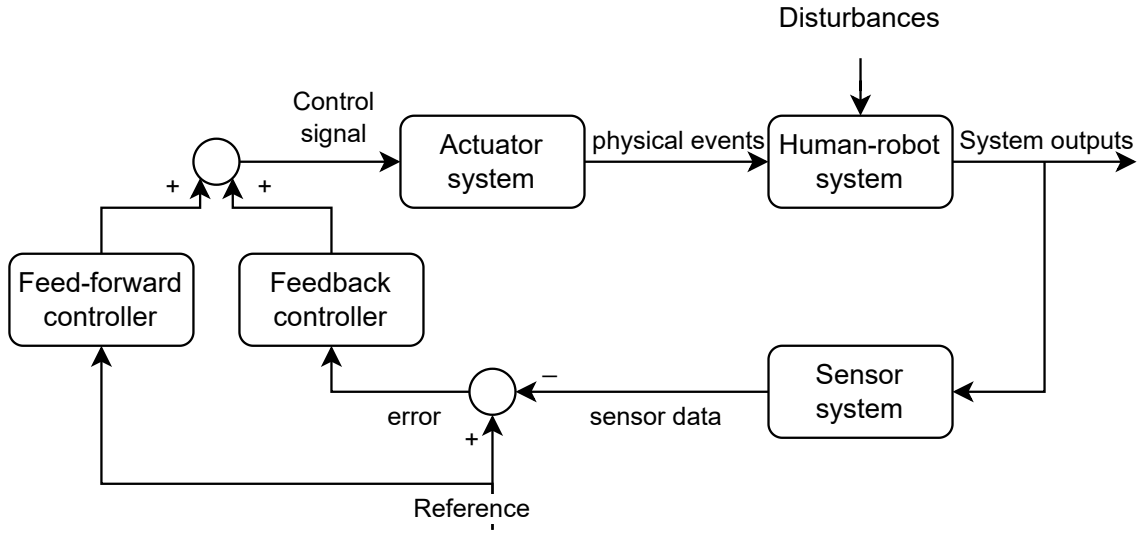 Disturbances
Control
signal
Actuator
system
physical events
Human-robot
system
System outputs
+
+
Feed-forward
controller
Feedback
controller
Sensor
system
–
error
sensor data
+
Reference